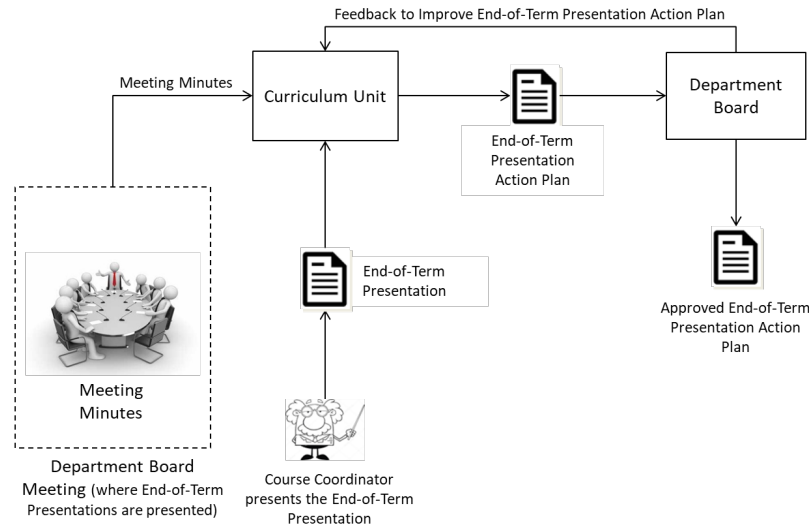 Feedback to Improve End-of-Term Presentation Action Plan
Meeting Minutes
Curriculum Unit
Department
Board
End-of-Term
Presentation
Action Plan
End-of-Term
Presentation
Approved End-of-Term
Presentation Action
Plan
Meeting
Minutes
Department Board
Meeting (where End-of-Term
Presentations are presented)
Course Coordinator
presents the End-of-Term
Presentation